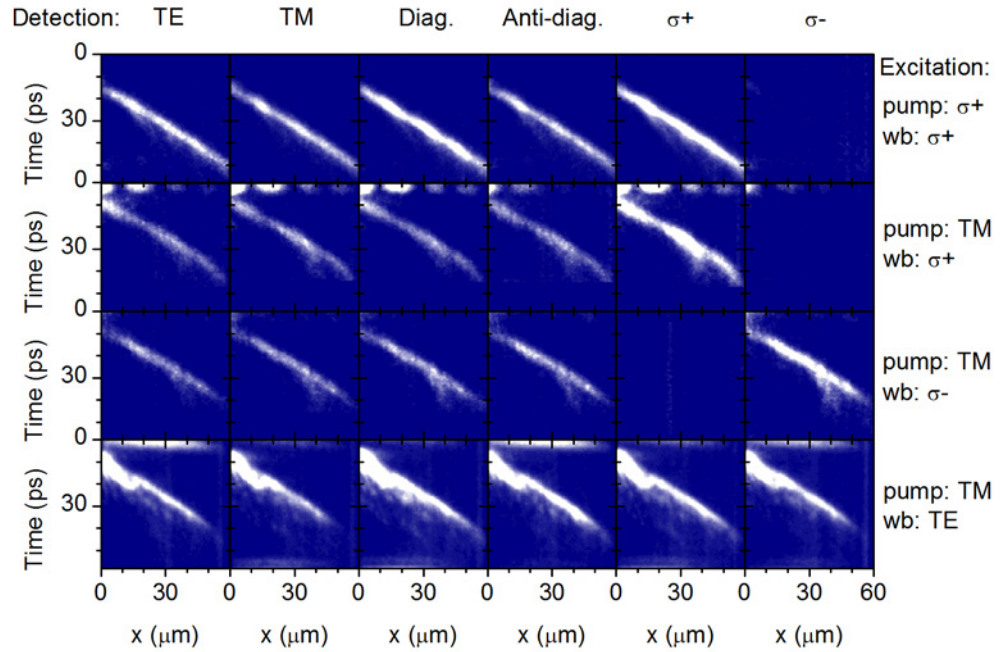 Detection: TE TM Diag. Anti-diag. σ+ σ-
Excitation:
0
30
0
Time (ps)
pump: σ+
wb: σ+
30
0
Time (ps)
pump: TM
wb: σ+
30
0
Time (ps)
pump: TM
wb: σ-
30
Time (ps)
pump: TM
wb: TE
0 30 0 30 0 30 0 30 0 30 0 30 60
x (μm) x (μm) x (μm) x (μm) x (μm) x (μm)